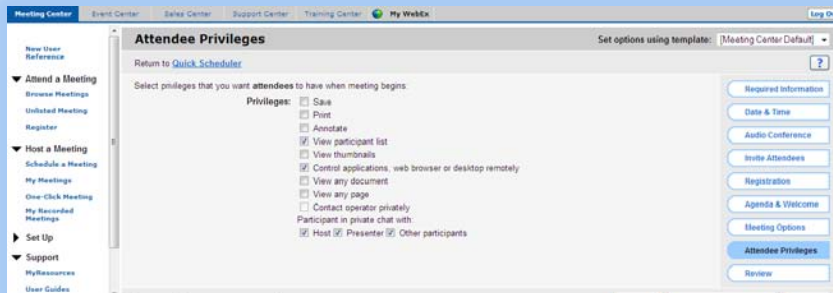 Meeting Center Event Center Sales Center Support Center Training Center My WebEx Log O
New User
Reference
Attend a Meeting
Browse Meetings
Unlisted Meeting
Register
Host a Meeting
Schedule a Meeting
My Meetings
One-Click Meeting
My Recorded
Meetings
Set Up
Support
MyResources
User Guides
Attendee Privileges
Set options using template: [Meeting Center Default]
Return to Quick Scheduler ?
Select privileges that you want attendees to have when meeting begins:
Privileges: Save
Print
Annotate
View participant list
View thumbnails
Control applications, web browser or desktop remotely
View any document
View any page
Contact operator privately
Participant in private chat with:
Host Presenter Other participants
Required Information
Date & Time
Audio Conference
Invite Attendees
Registration
Agenda & Welcome
Meeting Options
Attendee Privileges
Review